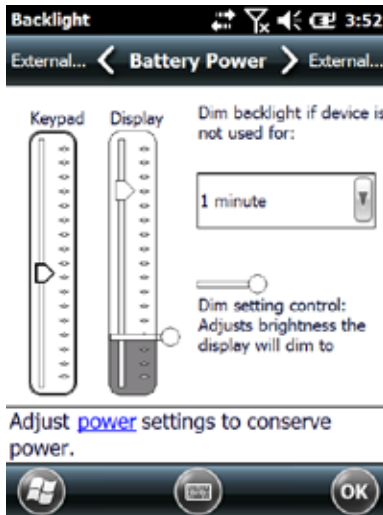 Backlight 3:52
External... Battery Power External...
Keypad Display
Dim backlight if device is
not used for:
1 minute
Dim setting control:
Adjusts brightness the
display will dim to
Adjust power settings to conserve
power.
OK